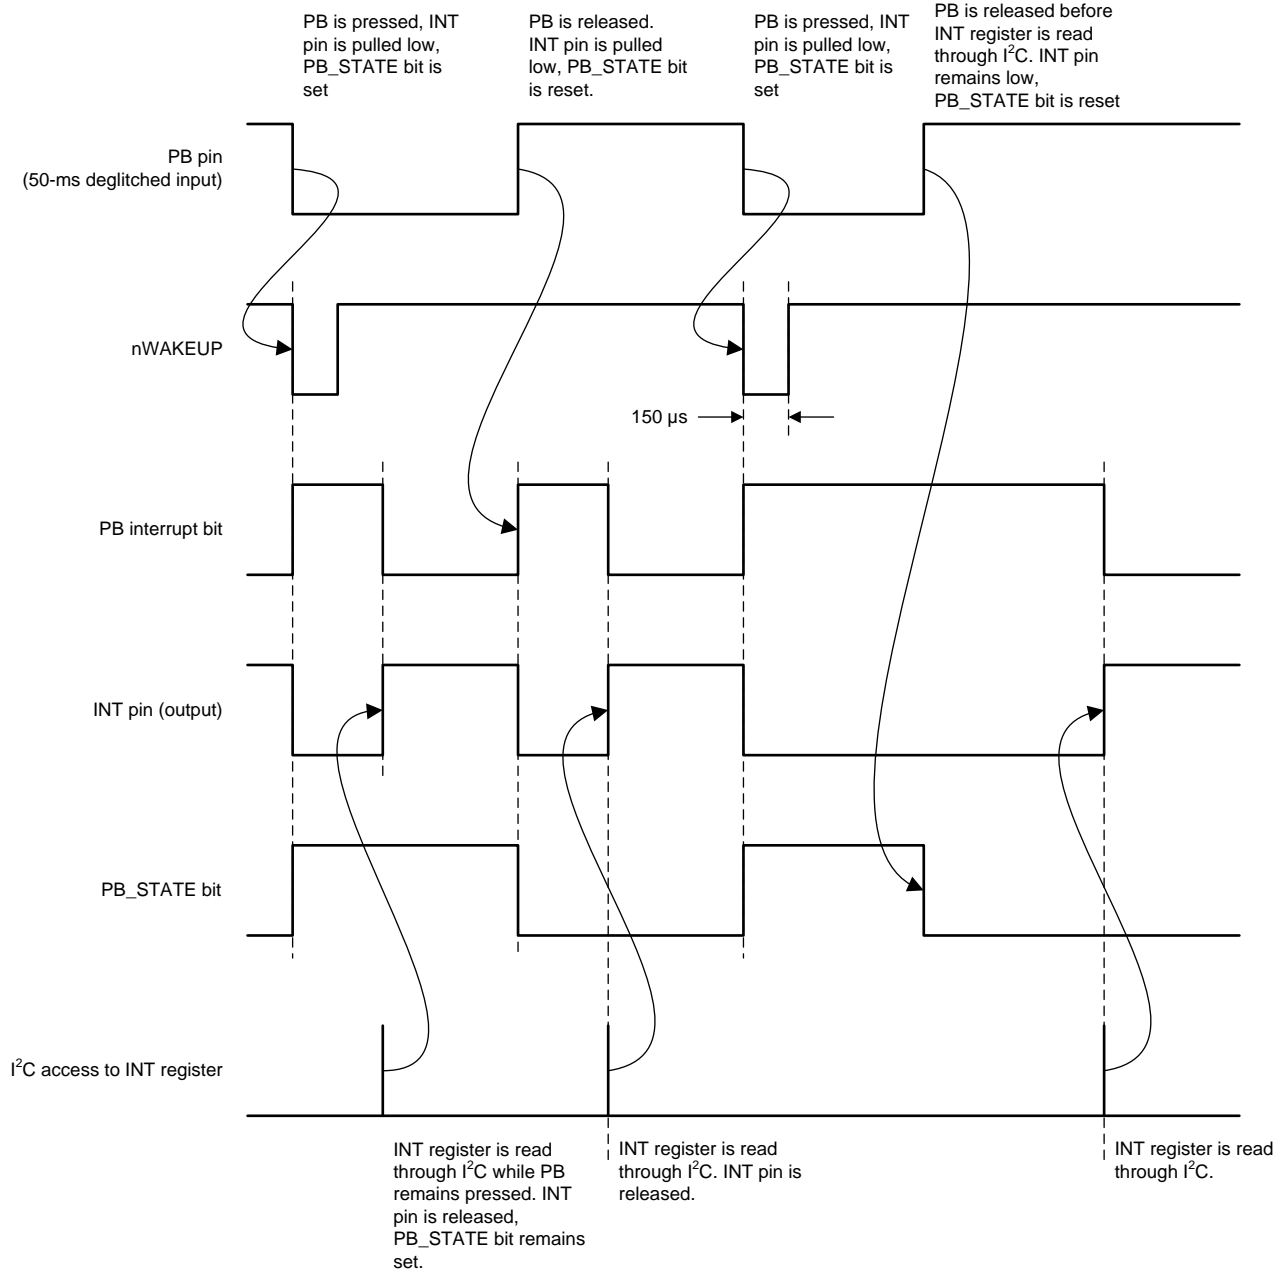 PB is pressed, INT
pin is pulled low,
PB_STATE bit is
set
PB is released.
INT pin is pulled
low, PB_STATE bit
is reset.
PB is pressed, INT
pin is pulled low,
PB_STATE bit is
set
PB is released before
INT register is read
through I²C. INT pin
remains low,
PB_STATE bit is reset
PB pin
(50-ms deglitched input)
nWAKEUP
150 µs
PB interrupt bit
INT pin (output)
PB_STATE bit
I²C access to INT register
INT register is read
through I²C while PB
remains pressed. INT
pin is released,
PB_STATE bit remains
set.
INT register is read
through I²C. INT pin is
released.
INT register is read
through I²C.